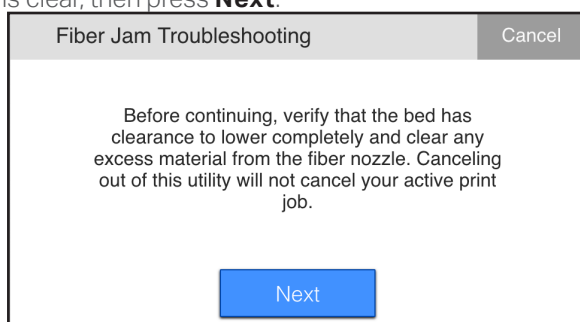 is clear, then press Next.
Fiber Jam Troubleshooting
Cancel
Before continuing, verify that the bed has
clearance to lower completely and clear any
excess material from the fiber nozzle. Canceling
out of this utility will not cancel your active print
job.
Next